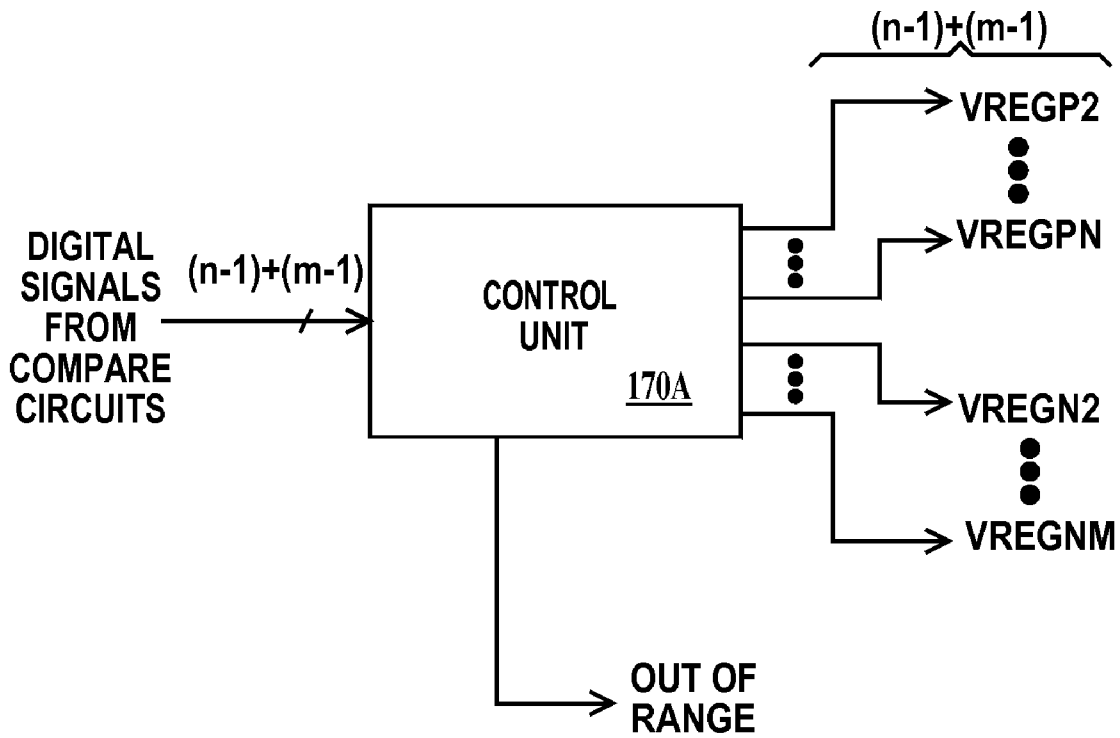 (n-1)+(m-1)
VREGP2
VREGPN
DIGITAL
SIGNALS
FROM
COMPARE
CIRCUITS
(n-1)+(m-1)
CONTROL
UNIT
170A
VREGN2
VREGNM
OUT OF
RANGE